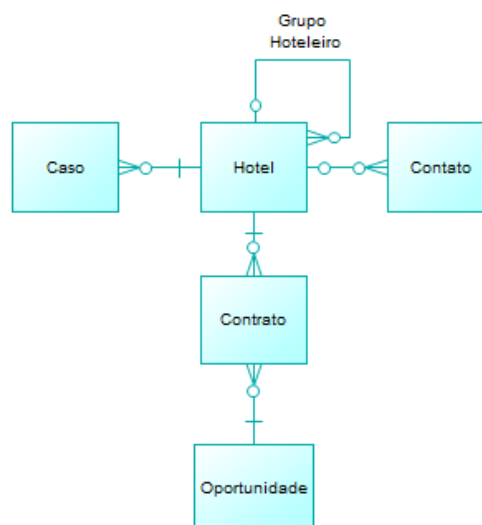 Grupo
Hoteleiro
Caso
Hotel
Contato
Contrato
Oportunidade